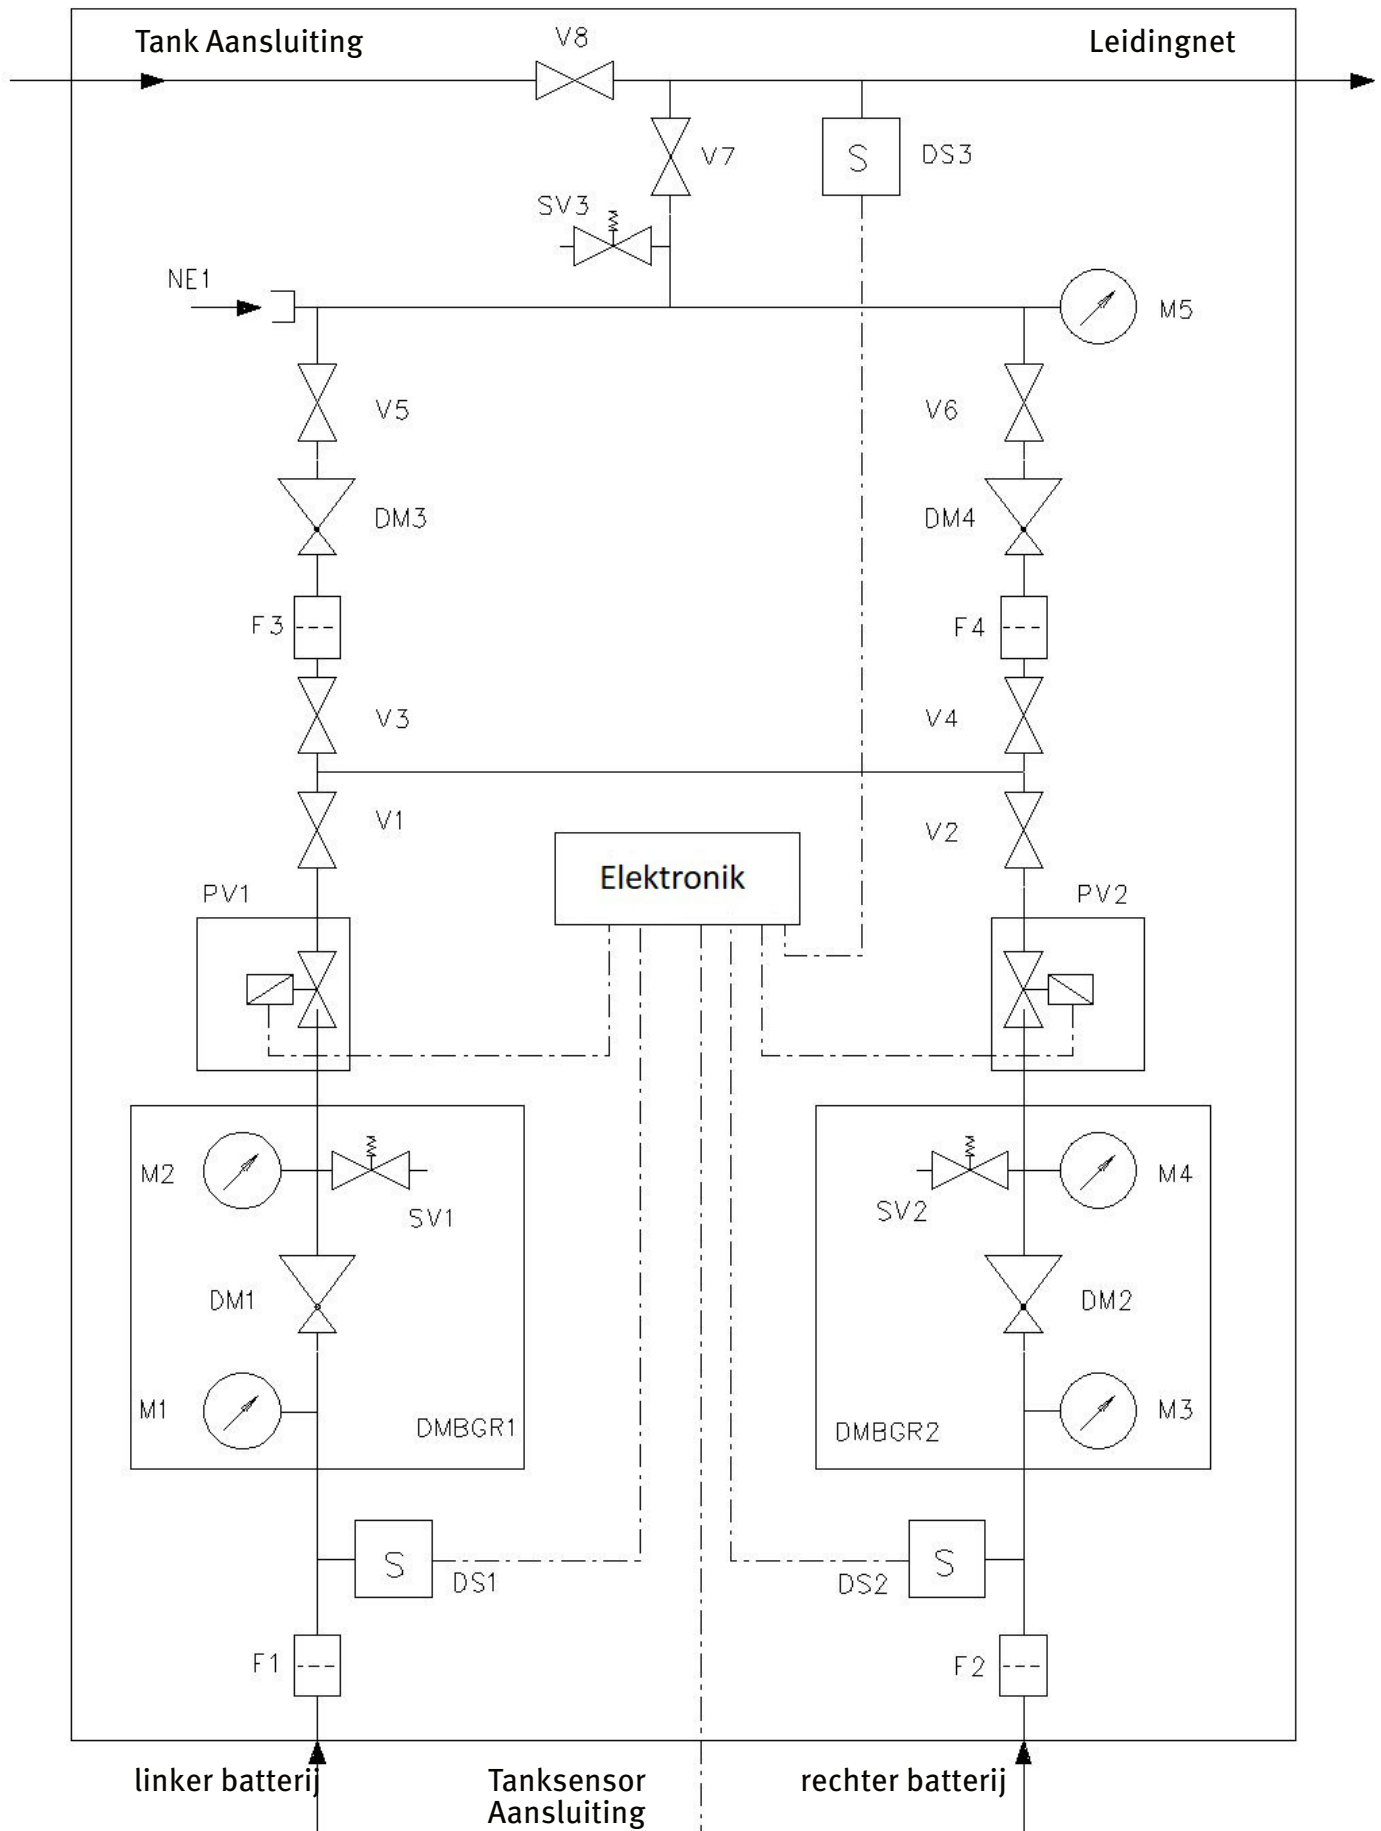 Tank Aansluiting
V8
Leidingnet
V7
S
DS3
SV3
NE1
M5
V5
V6
DM3
DM4
F3
F4
V3
V4
V1
V2
Elektronik
PV1
PV2
M2
SV1
SV2
M4
DM1
DM2
M1
DMBGR1
DMBGR2
M3
S
DS1
DS2
S
F1
F2
linker batterij
Tanksensor
Aansluiting
rechter batterij